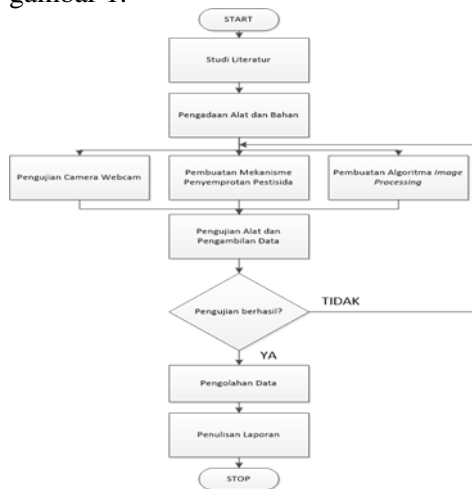 gambar 1.
START
Studi Literatur
Pengadaan Alat dan Bahan
Pengujian Camera Webcam
Pembuatan Mekanisme
Penyemprotan Pestisida
Pembuatan Algoritma Image
Processing
Pengujian Alat dan
Pengambilan Data
Pengujian berhasil?
TIDAK
YA
Pengolahan Data
Penulisan Laporan
STOP